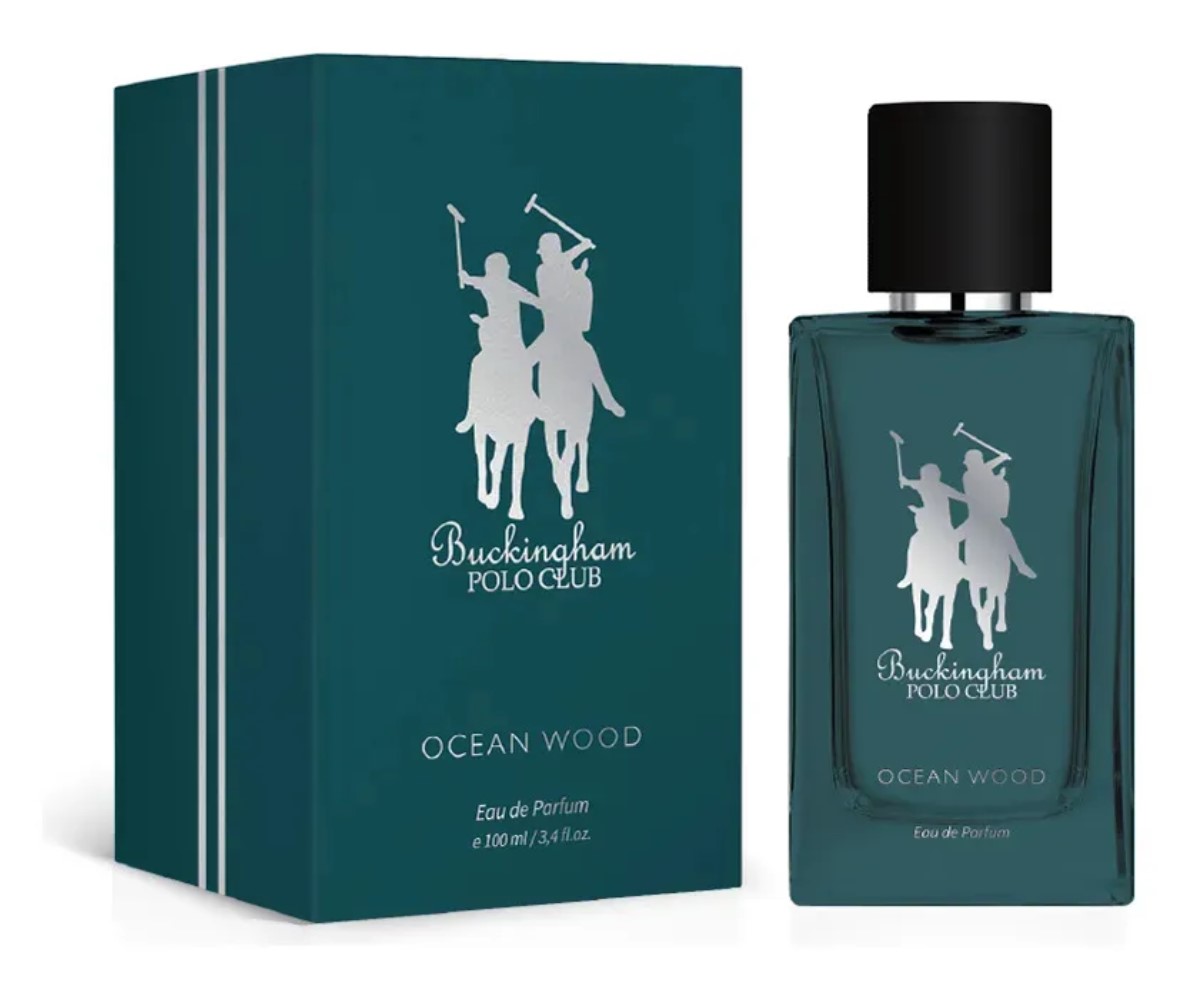 Buckingham
POLO CLUB
OCEAN WOOD
Eau de Parfum
e 100 ml / 3,4 fl.oz.
Buckingham
POLO CLUB
OCEAN WOOD
Eau de Parfum